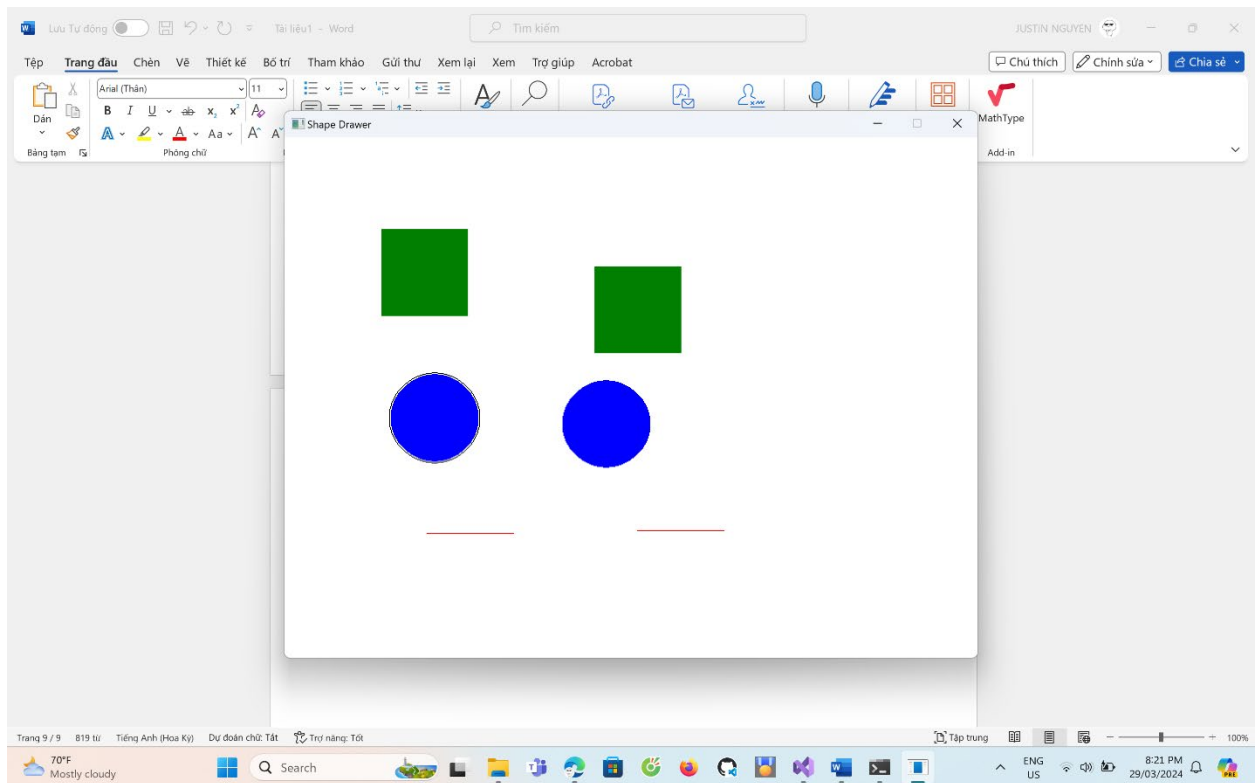 Lưu Tự động
Tài liệu1 - Word
Tìm kiếm
JUSTIN NGUYEN
Tệp Trang đầu Chèn Vẽ Thiết kế Bố trí Tham khảo Gửi thư Xem lại Xem Trợ giúp Acrobat
Chú thích Chỉnh sửa Chia sẻ
Dán
Arial (Thân) 11
B I U ab x₂ x² A
A A Aa A A
MathType
Bảng tạm Phông chữ
Add-in
Shape Drawer
Trang 9 / 9 819 từ Tiếng Anh (Hoa Kỳ) Dự đoán chữ: Tắt Trợ năng: Tốt
Tập trung 100%
70°F
Mostly cloudy
Search
ENG
US
8:21 PM
29/03/2024
PRE